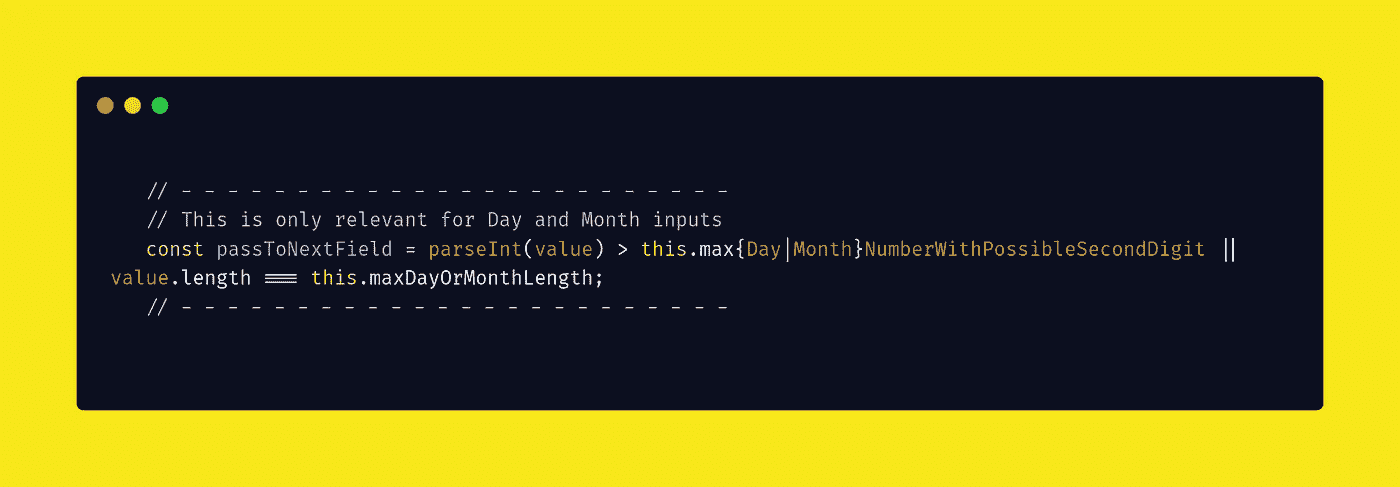 // - - - - - - - - - - - - - - - - - - - - - - - -
// This is only relevant for Day and Month inputs
const passToNextField = parseInt(value) > this.max{Day|Month}NumberWithPossibleSecondDigit ||
value.length === this.maxDayOrMonthLength;
// - - - - - - - - - - - - - - - - - - - - - - - -